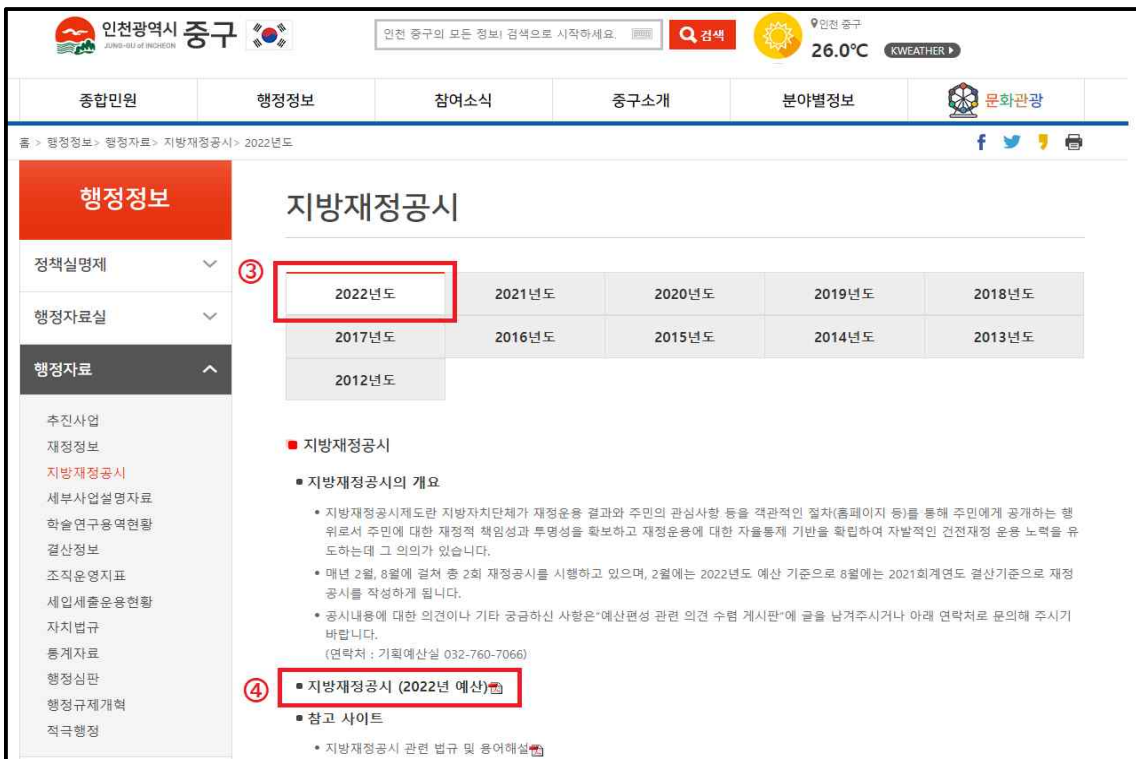 인천광역시 중구
JUNG-GU of INCHEON
인천 중구의 모든 정보! 검색으로 시작하세요.
검색
인천 중구
26.0℃ KWEATHER
종합민원 행정정보 참여소식 중구소개 분야별정보 문화관광
홈 > 행정정보> 행정자료> 지방재정공시> 2022년도
행정정보
정책실명제
행정자료실
행정자료
추진사업
재정정보
지방재정공시
세부사업설명자료
학술연구용역현황
결산정보
조직운영지표
세입세출운용현황
자치법규
통계자료
행정심판
행정규제개혁
적극행정
지방재정공시
③
2022년도 2021년도 2020년도 2019년도 2018년도
2017년도 2016년도 2015년도 2014년도 2013년도
2012년도
지방재정공시
지방재정공시의 개요
지방재정공시제도란 지방자치단체가 재정운용 결과와 주민의 관심사항 등을 객관적인 절차(홈페이지 등)를 통해 주민에게 공개하는 행
위로서 주민에 대한 재정적 책임성과 투명성을 확보하고 재정운용에 대한 자율통제 기반을 확립하여 자발적인 건전재정 운용 노력을 유
도하는데 그 의의가 있습니다.
매년 2월, 8월에 걸쳐 총 2회 재정공시를 시행하고 있으며, 2월에는 2022년도 예산 기준으로 8월에는 2021회계연도 결산기준으로 재정
공시를 작성하게 됩니다.
공시내용에 대한 의견이나 기타 궁금하신 사항은"예산편성 관련 의견 수렴 게시판"에 글을 남겨주시거나 아래 연락처로 문의해 주시기
바랍니다.
(연락처 : 기획예산실 032-760-7066)
④
지방재정공시 (2022년 예산)
참고 사이트
지방재정공시 관련 법규 및 용어해설